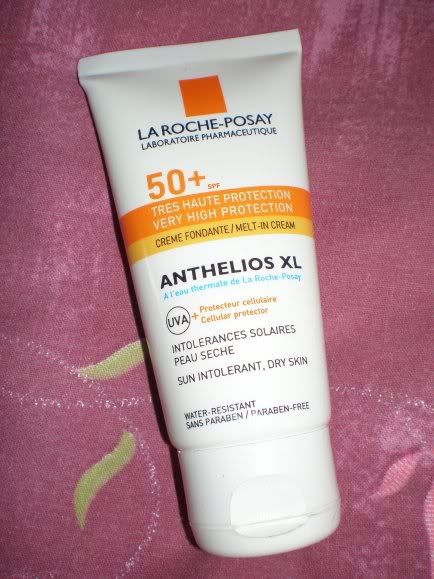 LA ROCHE-POSAY
LABORATOIRE PHARMACEUTIQUE
50+ SPF
TRES HAUTE PROTECTION
VERY HIGH PROTECTION
CREME FONDANTE/MELT-IN CREAM
ANTHELIOS XL
A l'eau thermale de La Roche-Posay
UVA + Protecteur cellulaire
Cellular protector
INTOLERANCES SOLAIRES
PEAU SECHE
SUN INTOLERANT, DRY SKIN
WATER-RESISTANT
SANS PARABEN / PARABEN-FREE